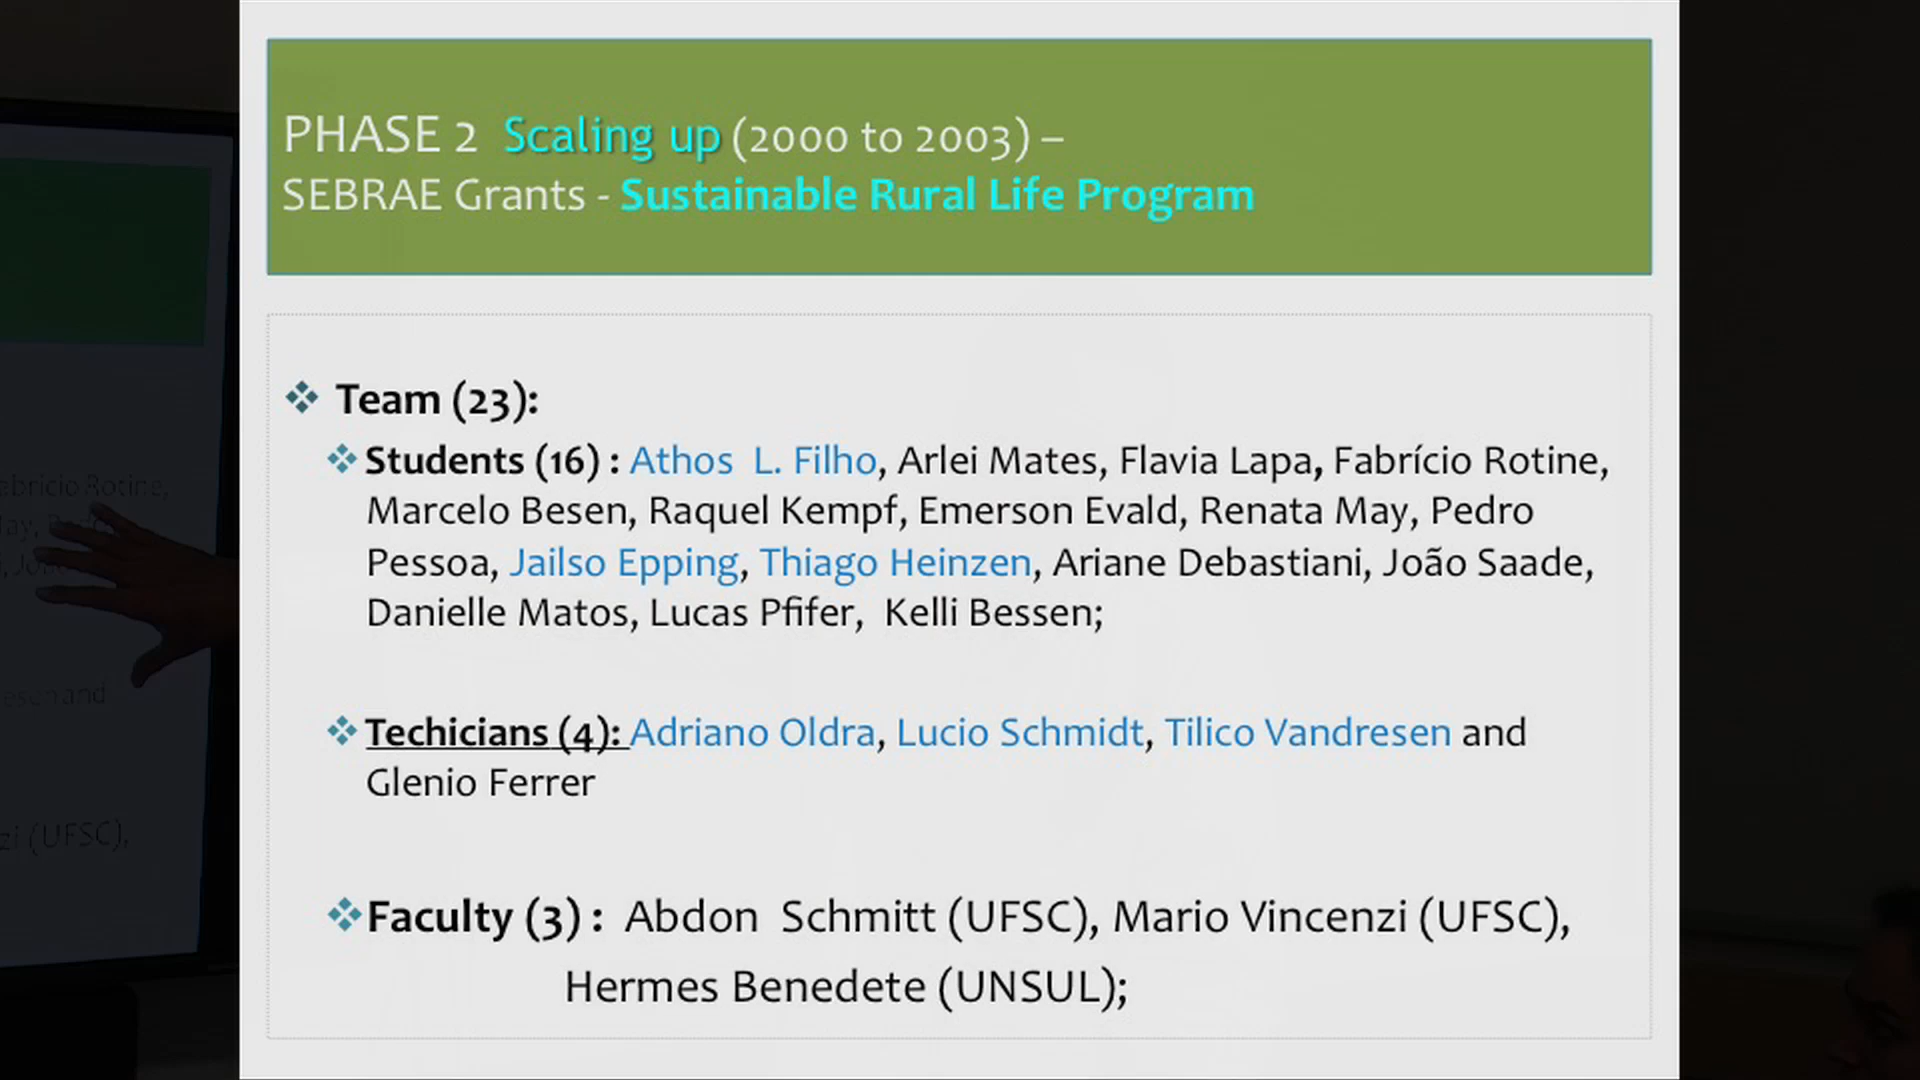 PHASE 2 Scaling up (2000 to 2003) –
SEBRAE Grants - Sustainable Rural Life Program
Team (23):
Students (16) : Athos L. Filho, Arlei Mates, Flavia Lapa, Fabrício Rotine,
Marcelo Besen, Raquel Kempf, Emerson Evald, Renata May, Pedro
Pessoa, Jailso Epping, Thiago Heinzen, Ariane Debastiani, João Saade,
Danielle Matos, Lucas Pfifer, Kelli Bessen;
Techicians (4): Adriano Oldra, Lucio Schmidt, Tilico Vandresen and
Glenio Ferrer
Faculty (3) : Abdon Schmitt (UFSC), Mario Vincenzi (UFSC),
Hermes Benedete (UNSUL);